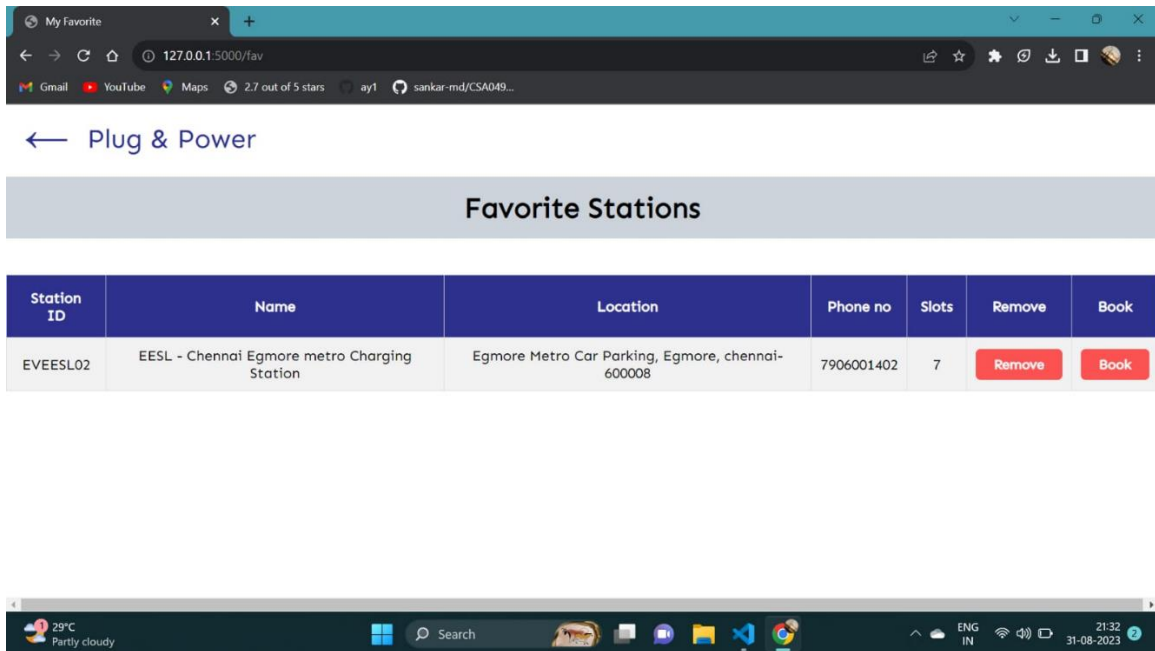 My Favorite
127.0.0.1:5000/fav
Gmail YouTube Maps 2.7 out of 5 stars ay1 sankar-md/CSA049...
Plug & Power
Favorite Stations
Station ID Name Location Phone no Slots Remove Book
EVEESL02 EESL - Chennai Egmore metro Charging Station Egmore Metro Car Parking, Egmore, chennai-600008 7906001402 7 Remove Book
1 29°C
Partly cloudy
Search
ENG
IN
21:32
31-08-2023
2